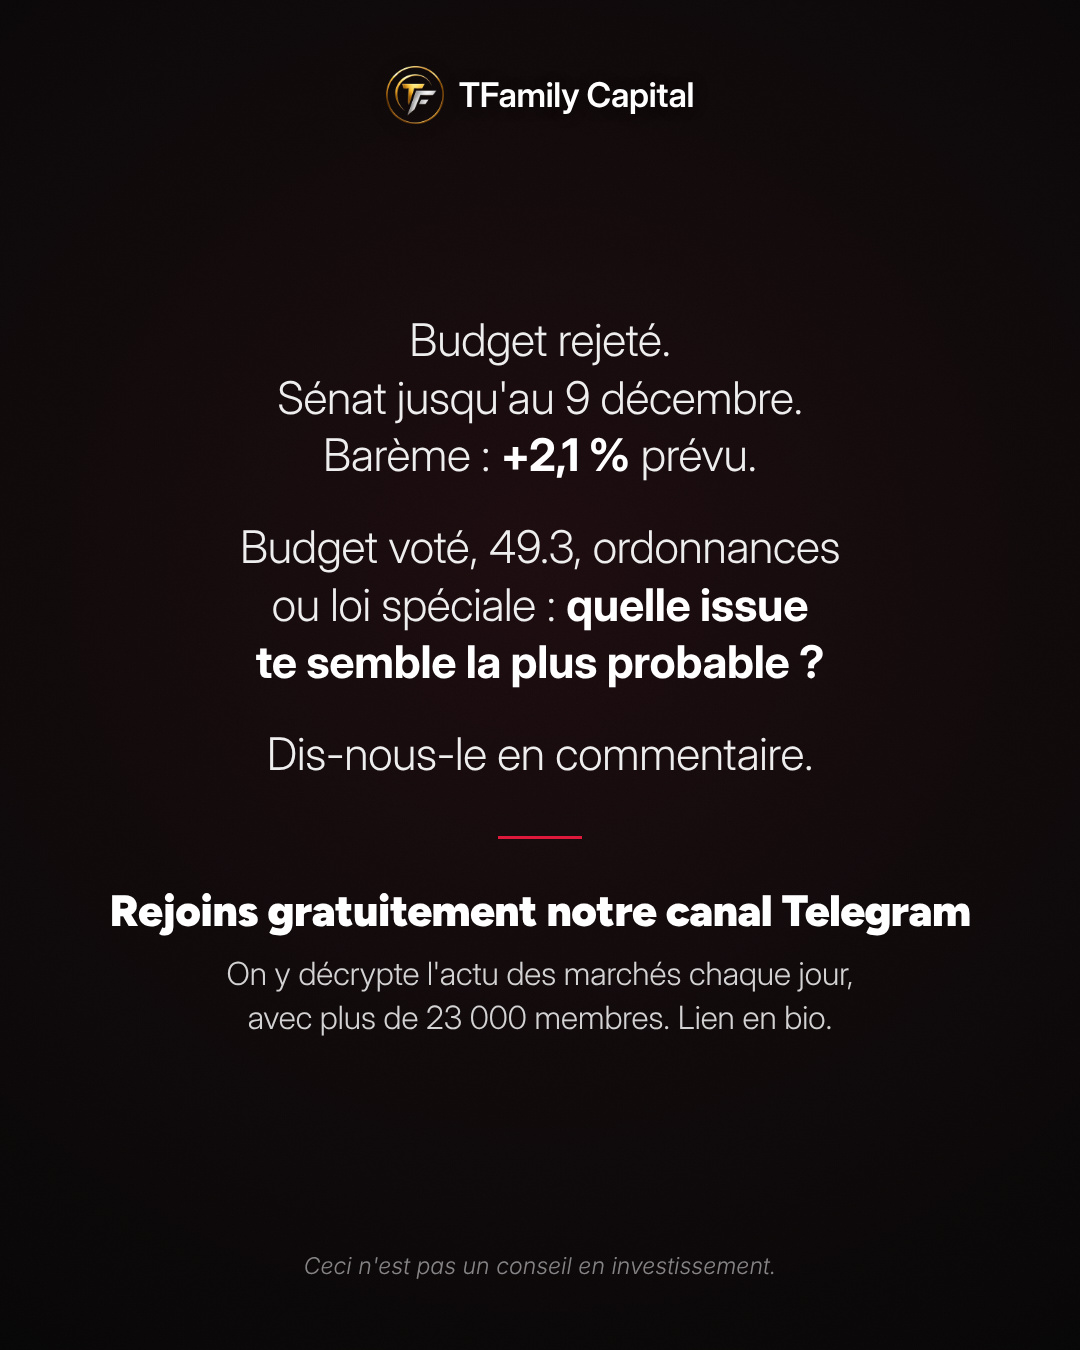 TF TFamily Capital
Budget rejeté.
Sénat jusqu'au 9 décembre.
Barème : +2,1 % prévu.
Budget voté, 49.3, ordonnances
ou loi spéciale : quelle issue
te semble la plus probable ?
Dis-nous-le en commentaire.
Rejoins gratuitement notre canal Telegram
On y décrypte l'actu des marchés chaque jour,
avec plus de 23 000 membres. Lien en bio.
Ceci n'est pas un conseil en investissement.